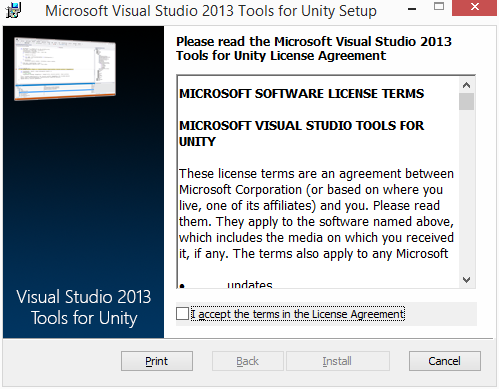 Microsoft Visual Studio 2013 Tools for Unity Setup
Please read the Microsoft Visual Studio 2013
Tools for Unity License Agreement
MICROSOFT SOFTWARE LICENSE TERMS
MICROSOFT VISUAL STUDIO TOOLS FOR
UNITY
These license terms are an agreement between
Microsoft Corporation (or based on where you
live, one of its affiliates) and you. Please read
them. They apply to the software named above,
which includes the media on which you received
it, if any. The terms also apply to any Microsoft
• updates
Visual Studio 2013
Tools for Unity
I accept the terms in the License Agreement
Print Back Install Cancel